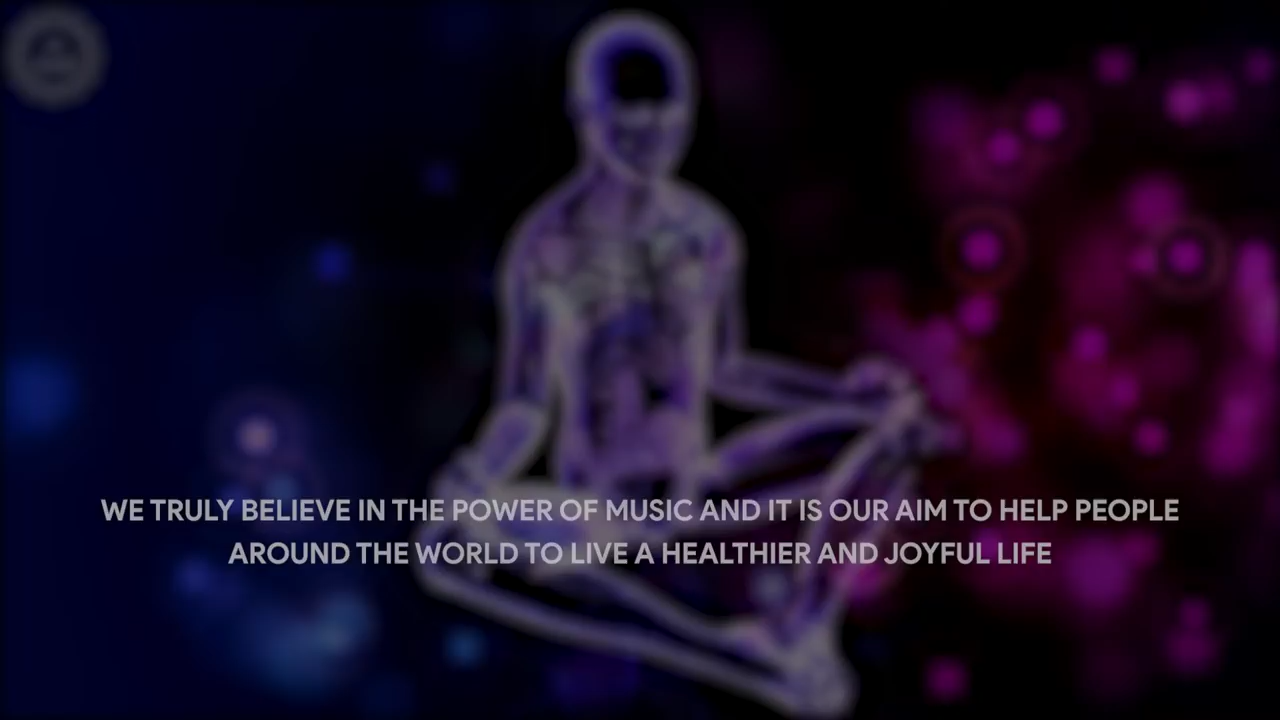 WE TRULY BELIEVE IN THE POWER OF MUSIC AND IT IS OUR AIM TO HELP PEOPLE
AROUND THE WORLD TO LIVE A HEALTHIER AND JOYFUL LIFE